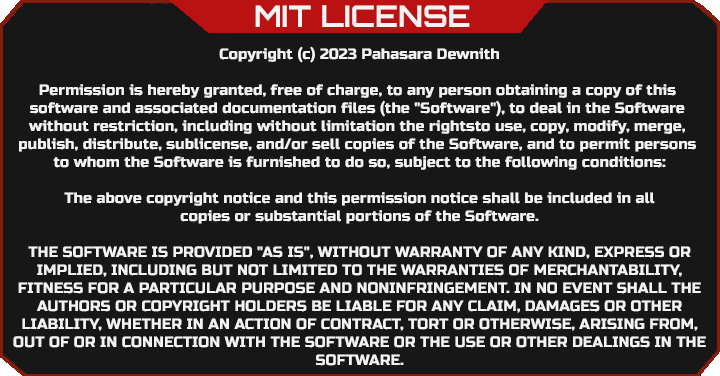 MIT LICENSE
Copyright (c) 2023 Pahasara Dewnith
Permission is hereby granted, free of charge, to any person obtaining a copy of this
software and associated documentation files (the "Software"), to deal in the Software
without restriction, including without limitation the rightsto use, copy, modify, merge,
publish, distribute, sublicense, and/or sell copies of the Software, and to permit persons
to whom the Software is furnished to do so, subject to the following conditions:
The above copyright notice and this permission notice shall be included in all
copies or substantial portions of the Software.
THE SOFTWARE IS PROVIDED "AS IS", WITHOUT WARRANTY OF ANY KIND, EXPRESS OR
IMPLIED, INCLUDING BUT NOT LIMITED TO THE WARRANTIES OF MERCHANTABILITY,
FITNESS FOR A PARTICULAR PURPOSE AND NONINFRINGEMENT. IN NO EVENT SHALL THE
AUTHORS OR COPYRIGHT HOLDERS BE LIABLE FOR ANY CLAIM, DAMAGES OR OTHER
LIABILITY, WHETHER IN AN ACTION OF CONTRACT, TORT OR OTHERWISE, ARISING FROM,
OUT OF OR IN CONNECTION WITH THE SOFTWARE OR THE USE OR OTHER DEALINGS IN THE
SOFTWARE.